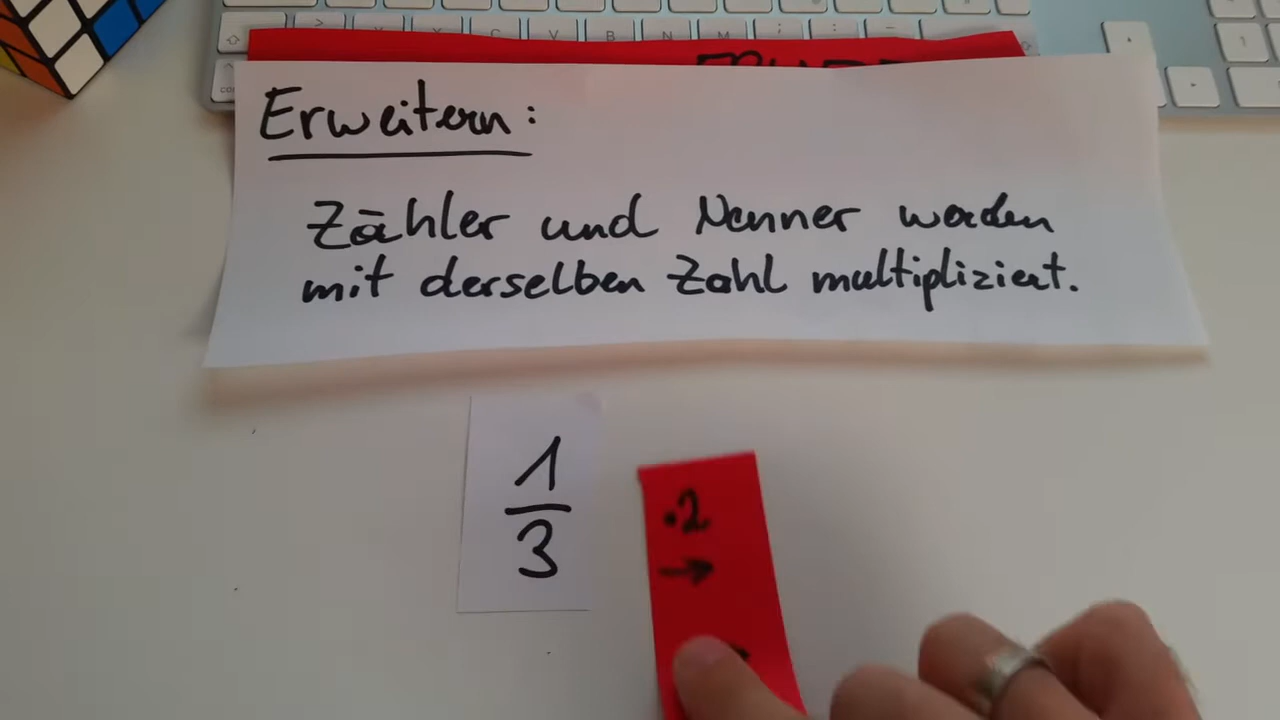 Erweitern:
Zähler und Nenner werden
mit derselben Zahl multipliziert.
1
3
·2
→